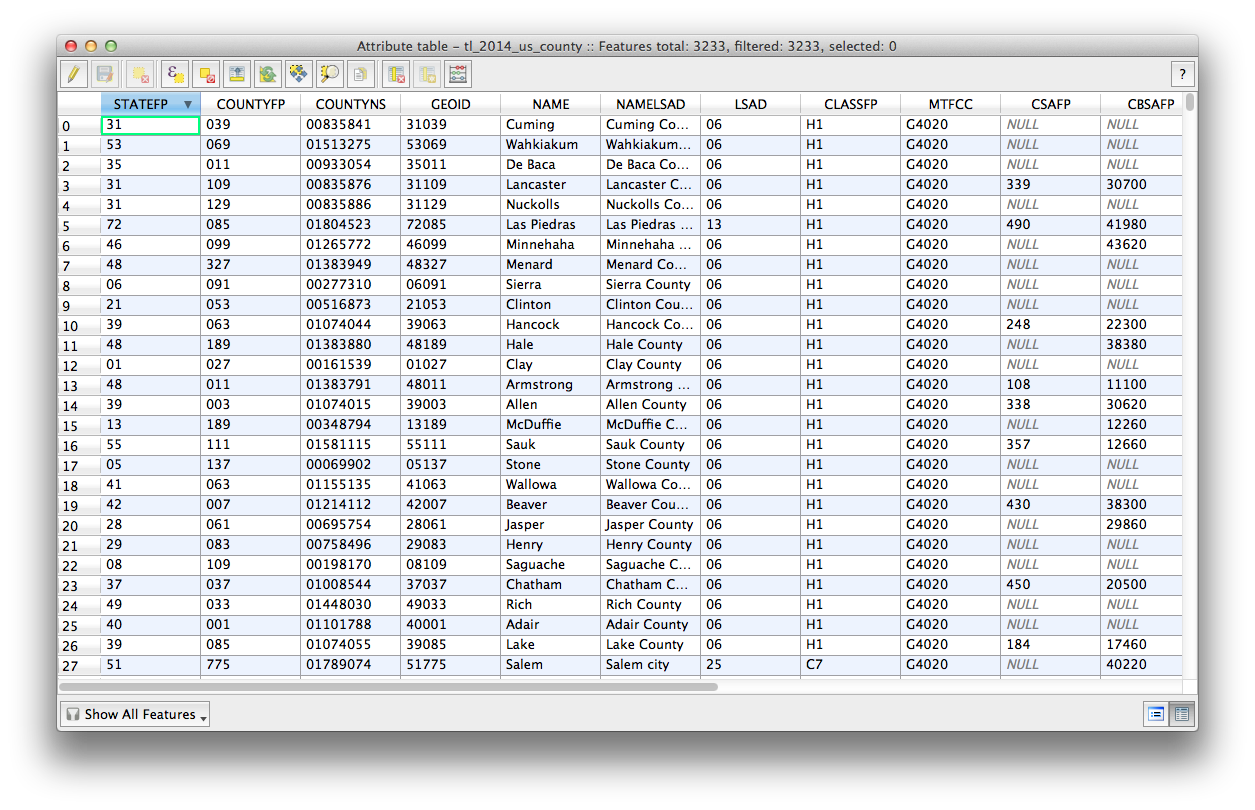 Attribute table – tl_2014_us_county :: Features total: 3233, filtered: 3233, selected: 0
ε ?
STATEFP ▼ COUNTYFP COUNTYNS GEOID NAME NAMELSAD LSAD CLASSFP MTFCC CSAFP CBSAFP
0 31 039 00835841 31039 Cuming Cuming Co... 06 H1 G4020 NULL NULL
1 53 069 01513275 53069 Wahkiakum Wahkiakum... 06 H1 G4020 NULL NULL
2 35 011 00933054 35011 De Baca De Baca Co... 06 H1 G4020 NULL NULL
3 31 109 00835876 31109 Lancaster Lancaster C... 06 H1 G4020 339 30700
4 31 129 00835886 31129 Nuckolls Nuckolls Co... 06 H1 G4020 NULL NULL
5 72 085 01804523 72085 Las Piedras Las Piedras ... 13 H1 G4020 490 41980
6 46 099 01265772 46099 Minnehaha Minnehaha ... 06 H1 G4020 NULL 43620
7 48 327 01383949 48327 Menard Menard Co... 06 H1 G4020 NULL NULL
8 06 091 00277310 06091 Sierra Sierra County 06 H1 G4020 NULL NULL
9 21 053 00516873 21053 Clinton Clinton Cou... 06 H1 G4020 NULL NULL
10 39 063 01074044 39063 Hancock Hancock Co... 06 H1 G4020 248 22300
11 48 189 01383880 48189 Hale Hale County 06 H1 G4020 NULL 38380
12 01 027 00161539 01027 Clay Clay County 06 H1 G4020 NULL NULL
13 48 011 01383791 48011 Armstrong Armstrong ... 06 H1 G4020 108 11100
14 39 003 01074015 39003 Allen Allen County 06 H1 G4020 338 30620
15 13 189 00348794 13189 McDuffie McDuffie C... 06 H1 G4020 NULL 12260
16 55 111 01581115 55111 Sauk Sauk County 06 H1 G4020 357 12660
17 05 137 00069902 05137 Stone Stone County 06 H1 G4020 NULL NULL
18 41 063 01155135 41063 Wallowa Wallowa Co... 06 H1 G4020 NULL NULL
19 42 007 01214112 42007 Beaver Beaver Cou... 06 H1 G4020 430 38300
20 28 061 00695754 28061 Jasper Jasper County 06 H1 G4020 NULL 29860
21 29 083 00758496 29083 Henry Henry County 06 H1 G4020 NULL NULL
22 08 109 00198170 08109 Saguache Saguache C... 06 H1 G4020 NULL NULL
23 37 037 01008544 37037 Chatham Chatham C... 06 H1 G4020 450 20500
24 49 033 01448030 49033 Rich Rich County 06 H1 G4020 NULL NULL
25 40 001 01101788 40001 Adair Adair County 06 H1 G4020 NULL NULL
26 39 085 01074055 39085 Lake Lake County 06 H1 G4020 184 17460
27 51 775 01789074 51775 Salem Salem city 25 C7 G4020 NULL 40220
Show All Features